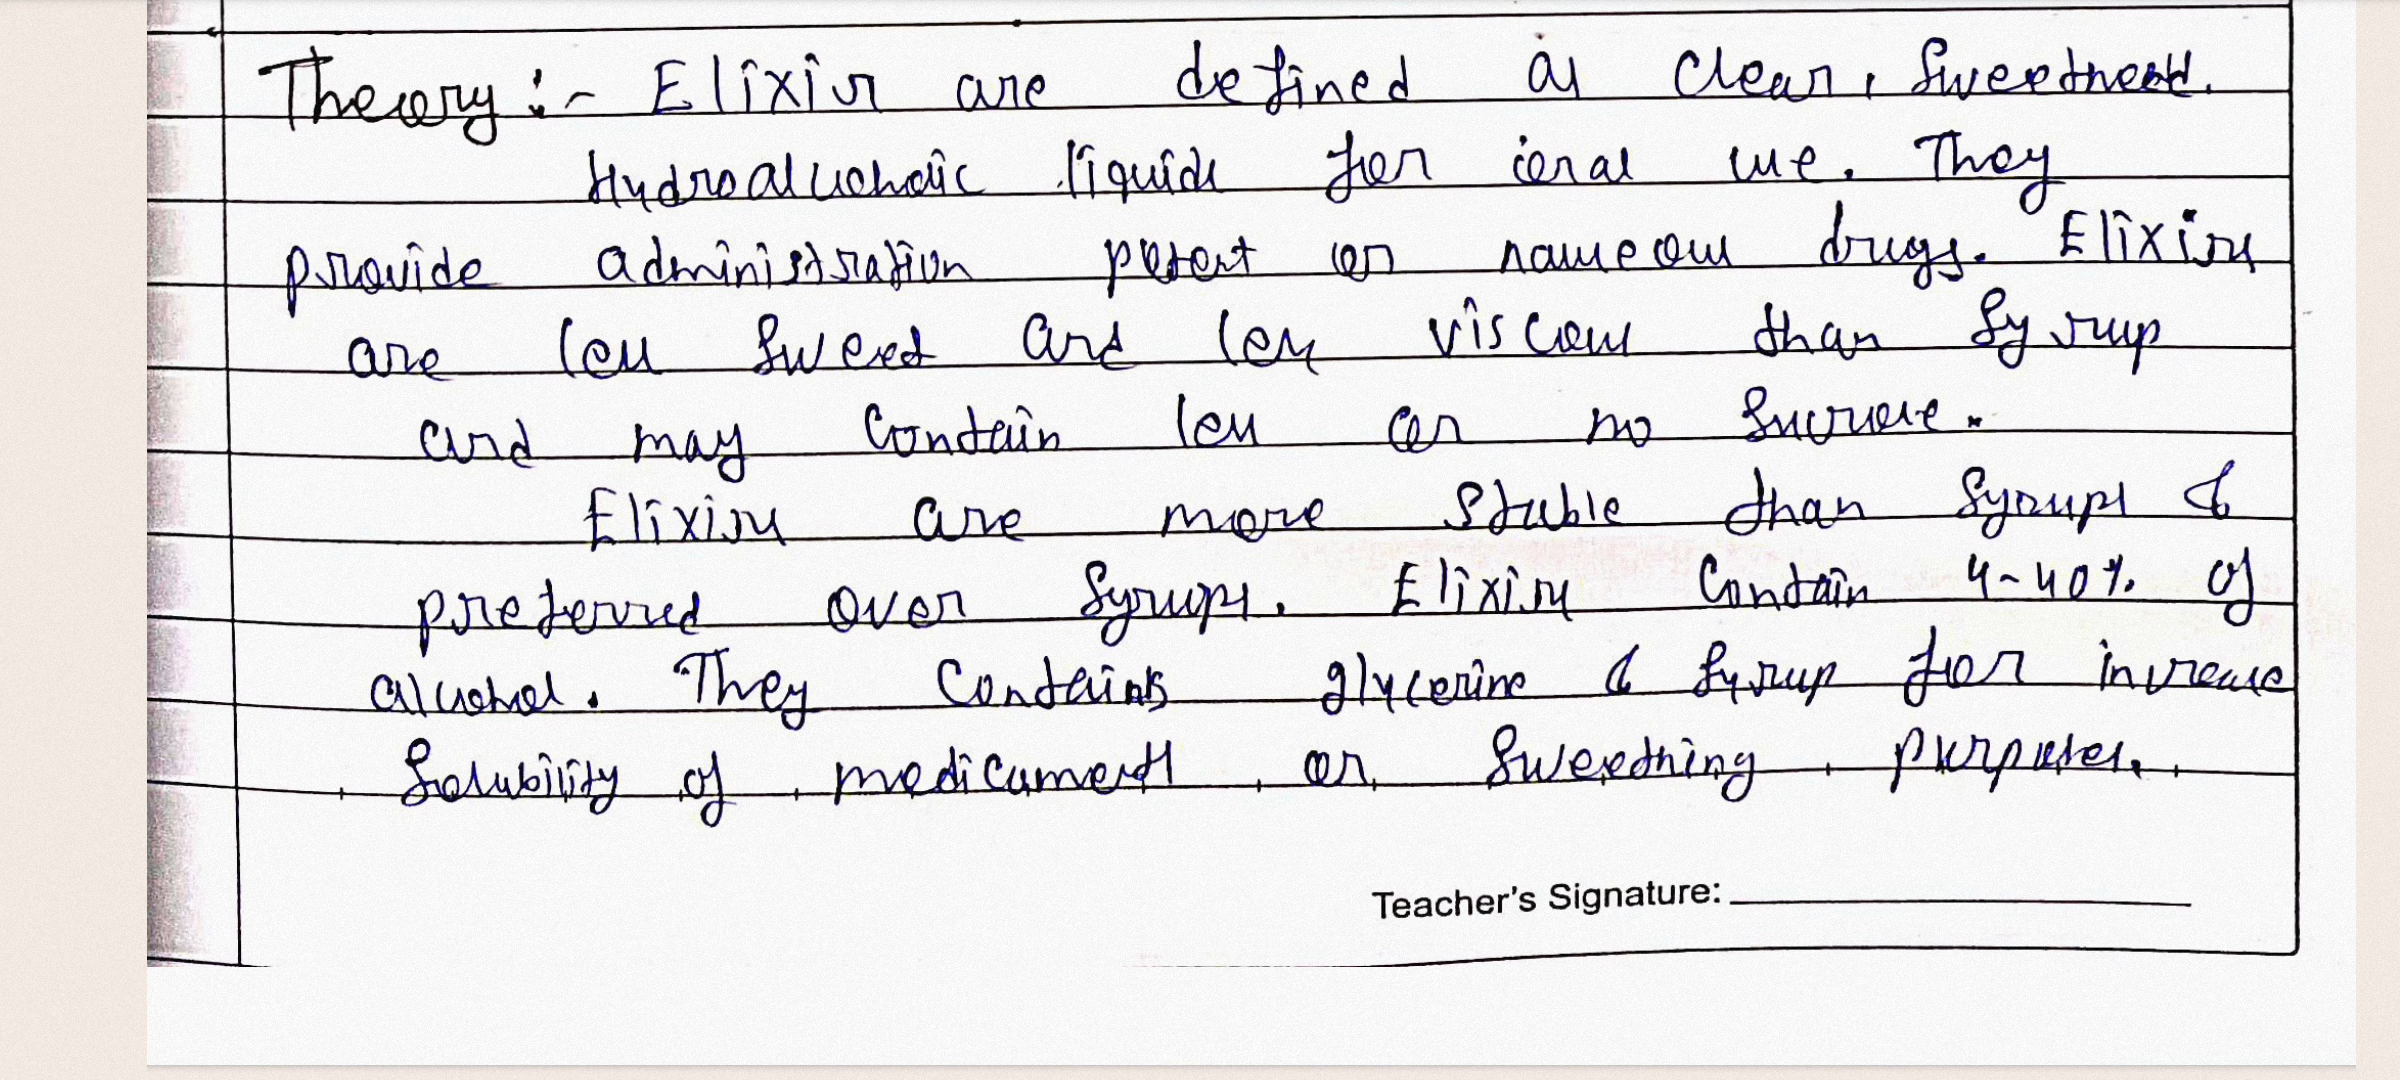 Theory :- Elixir are defined as clear, sweetned.
Hydroalcoholic liquids for oral use. They
provide administration potent or nauseous drugs. Elixirs
are less sweet and less viscous than syrup
and may contain less or no sucrose.
Elixirs are more stable than syrups &
preferred over syrups. Elixirs contain 4-40% of
alcohol. They contains glycerine & syrup for increase
solubility of medicaments or sweetning purposes.
Teacher's Signature: